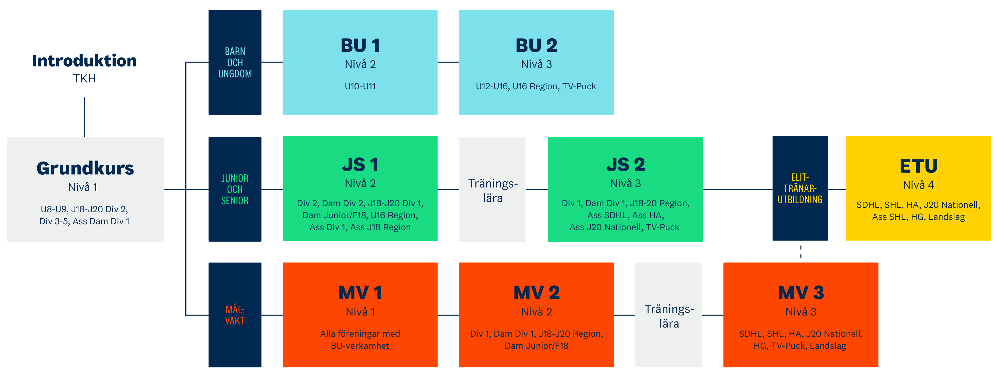 Introduktion
TKH
Grundkurs
Nivå 1
U8-U9, J18-J20 Div 2,
Div 3-5, Ass Dam Div 1
BARN
OCH
UNGDOM
BU 1
Nivå 2
U10-U11
BU 2
Nivå 3
U12-U16, U16 Region, TV-Puck
JUNIOR
OCH
SENIOR
JS 1
Nivå 2
Div 2, Dam Div 2, J18-J20 Div 1,
Dam Junior/F18, U16 Region,
Ass Div 1, Ass J18 Region
Tränings-
lära
JS 2
Nivå 3
Div 1, Dam Div 1, J18-20 Region,
Ass SDHL, Ass HA,
Ass J20 Nationell, TV-Puck
ELIT-
TRÄNAR-
UTBILDNING
ETU
Nivå 4
SDHL, SHL, HA, J20 Nationell,
Ass SHL, HG, Landslag
MÅL-
VAKT
MV 1
Nivå 1
Alla föreningar med
BU-verkamhet
MV 2
Nivå 2
Div 1, Dam Div 1, J18-J20 Region,
Dam Junior/F18
Tränings-
lära
MV 3
Nivå 3
SDHL, SHL, HA, J20 Nationell,
HG, TV-Puck, Landslag